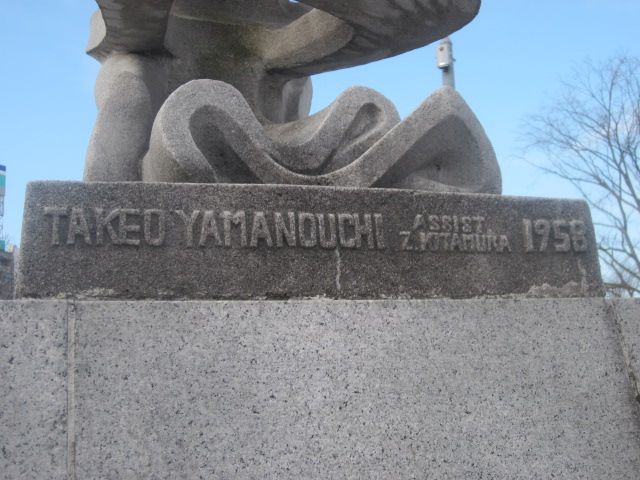 TAKEO YAMANOUCHI ASSIST 1958
Z.KITAMURA